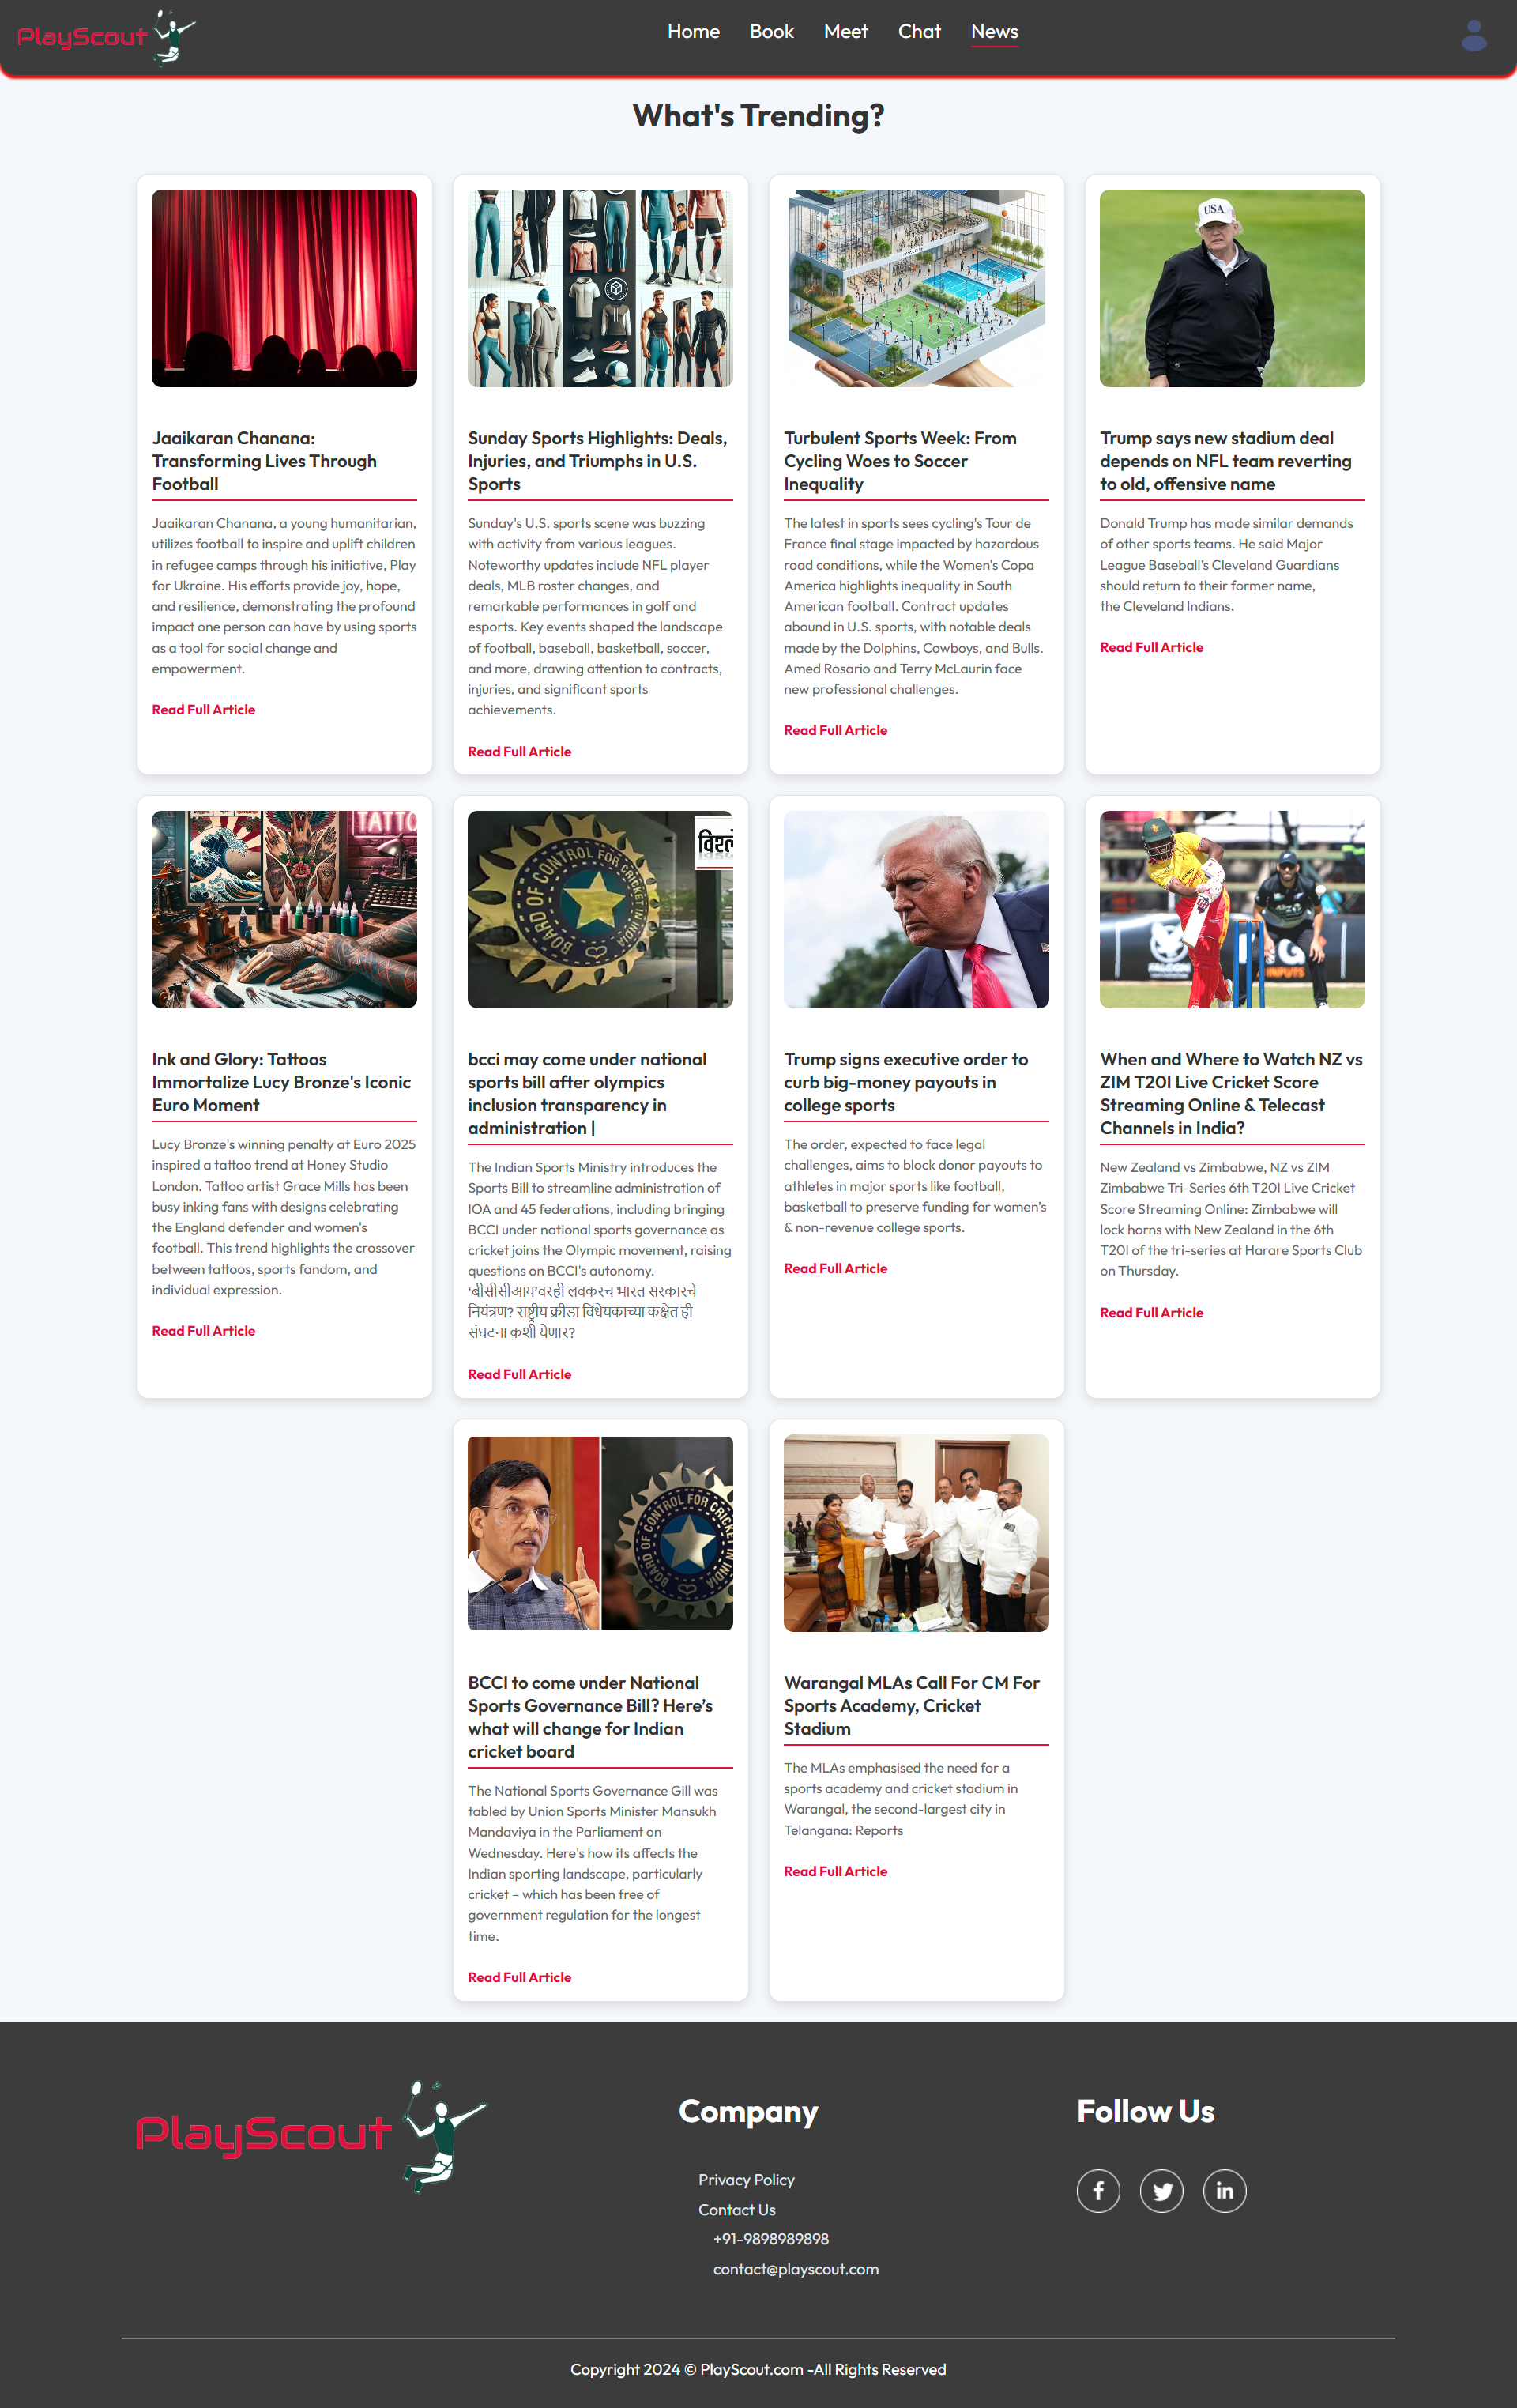 PlayScout
Home Book Meet Chat News
What's Trending?
USA
Jaaikaran Chanana:
Transforming Lives Through
Football
Jaaikaran Chanana, a young humanitarian,
utilizes football to inspire and uplift children
in refugee camps through his initiative, Play
for Ukraine. His efforts provide joy, hope,
and resilience, demonstrating the profound
impact one person can have by using sports
as a tool for social change and
empowerment.
Read Full Article
Sunday Sports Highlights: Deals,
Injuries, and Triumphs in U.S.
Sports
Sunday's U.S. sports scene was buzzing
with activity from various leagues.
Noteworthy updates include NFL player
deals, MLB roster changes, and
remarkable performances in golf and
esports. Key events shaped the landscape
of football, baseball, basketball, soccer,
and more, drawing attention to contracts,
injuries, and significant sports
achievements.
Read Full Article
Turbulent Sports Week: From
Cycling Woes to Soccer
Inequality
The latest in sports sees cycling's Tour de
France final stage impacted by hazardous
road conditions, while the Women's Copa
America highlights inequality in South
American football. Contract updates
abound in U.S. sports, with notable deals
made by the Dolphins, Cowboys, and Bulls.
Amed Rosario and Terry McLaurin face
new professional challenges.
Read Full Article
Trump says new stadium deal
depends on NFL team reverting
to old, offensive name
Donald Trump has made similar demands
of other sports teams. He said Major
League Baseball’s Cleveland Guardians
should return to their former name,
the Cleveland Indians.
Read Full Article
TATTO
BOARD OF CONTROL FOR CRICKET IN INDIA
विश्ले
FALCON
INPUTS
Ink and Glory: Tattoos
Immortalize Lucy Bronze's Iconic
Euro Moment
Lucy Bronze's winning penalty at Euro 2025
inspired a tattoo trend at Honey Studio
London. Tattoo artist Grace Mills has been
busy inking fans with designs celebrating
the England defender and women's
football. This trend highlights the crossover
between tattoos, sports fandom, and
individual expression.
Read Full Article
bcci may come under national
sports bill after olympics
inclusion transparency in
administration |
The Indian Sports Ministry introduces the
Sports Bill to streamline administration of
IOA and 45 federations, including bringing
BCCI under national sports governance as
cricket joins the Olympic movement, raising
questions on BCCI's autonomy.
‘बीसीसीआय’वरही लवकरच भारत सरकारचे
नियंत्रण? राष्ट्रीय क्रीडा विधेयकाच्या कक्षेत ही
संघटना कशी येणार?
Read Full Article
Trump signs executive order to
curb big-money payouts in
college sports
The order, expected to face legal
challenges, aims to block donor payouts to
athletes in major sports like football,
basketball to preserve funding for women’s
& non-revenue college sports.
Read Full Article
When and Where to Watch NZ vs
ZIM T20I Live Cricket Score
Streaming Online & Telecast
Channels in India?
New Zealand vs Zimbabwe, NZ vs ZIM
Zimbabwe Tri-Series 6th T20I Live Cricket
Score Streaming Online: Zimbabwe will
lock horns with New Zealand in the 6th
T20I of the tri-series at Harare Sports Club
on Thursday.
Read Full Article
BOARD OF CONTROL FOR CRICKET IN INDIA
BCCI to come under National
Sports Governance Bill? Here’s
what will change for Indian
cricket board
The National Sports Governance Gill was
tabled by Union Sports Minister Mansukh
Mandaviya in the Parliament on
Wednesday. Here's how its affects the
Indian sporting landscape, particularly
cricket – which has been free of
government regulation for the longest
time.
Read Full Article
Warangal MLAs Call For CM For
Sports Academy, Cricket
Stadium
The MLAs emphasised the need for a
sports academy and cricket stadium in
Warangal, the second-largest city in
Telangana: Reports
Read Full Article
PlayScout
Company
Privacy Policy
Contact Us
+91-9898989898
contact@playscout.com
Follow Us
f
in
Copyright 2024 © PlayScout.com -All Rights Reserved